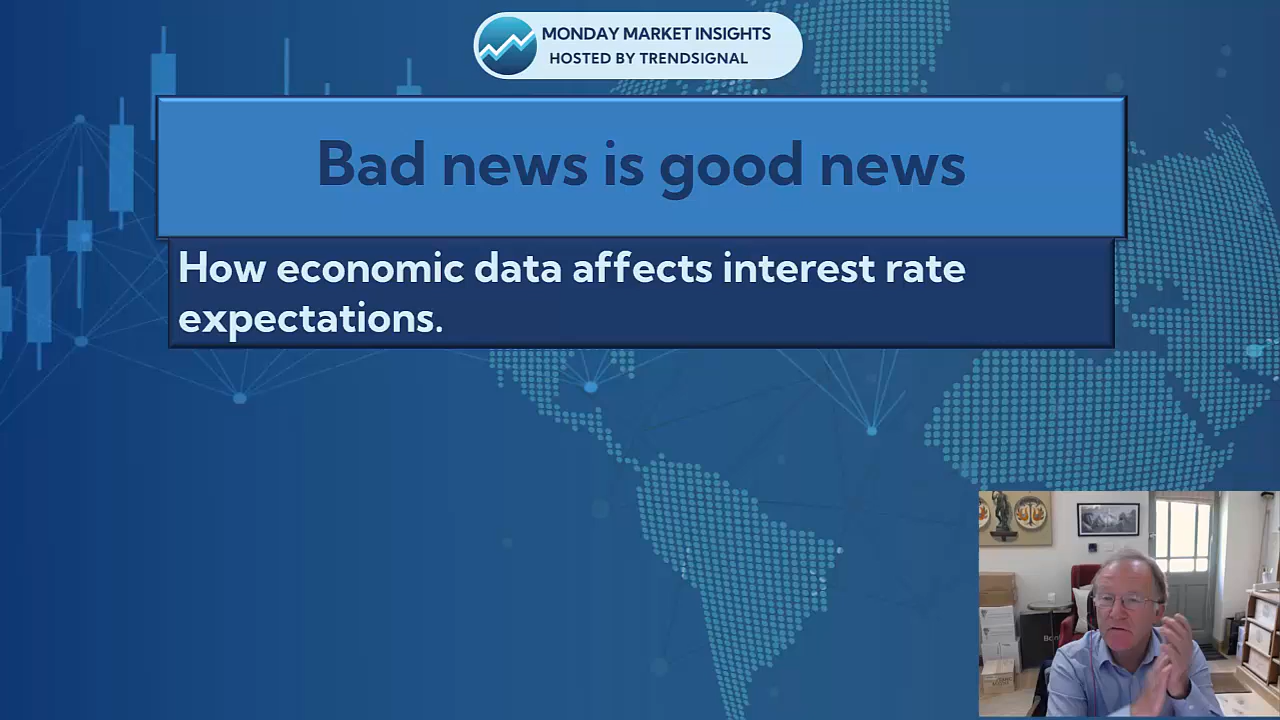 MONDAY MARKET INSIGHTS
HOSTED BY TRENDSIGNAL
Bad news is good news
How economic data affects interest rate
expectations.